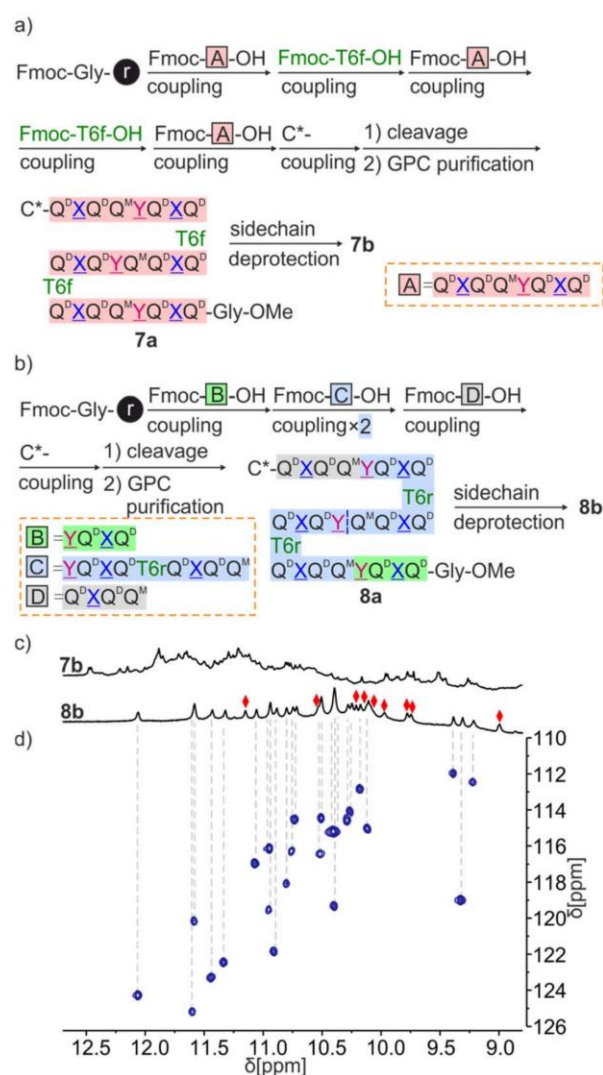 a)
Fmoc-Gly-r Fmoc-A-OH coupling Fmoc-T6f-OH coupling Fmoc-A-OH coupling
Fmoc-T6f-OH coupling Fmoc-A-OH coupling C*- coupling 1) cleavage 2) GPC purification
C*-QᴰXQᴰQᴹYQᴰXQᴰ
T6f
QᴰXQᴰYQᴹQᴰXQᴰ
T6f
QᴰXQᴰQᴹYQᴰXQᴰ-Gly-OMe
7a
sidechain
deprotection
7b
A=QᴰXQᴰQᴹYQᴰXQᴰ
b)
Fmoc-Gly-r Fmoc-B-OH coupling Fmoc-C-OH coupling×2 Fmoc-D-OH coupling
C*- coupling 1) cleavage 2) GPC purification
B=YQᴰXQᴰ
C=YQᴰXQᴰT6rQᴰXQᴰQᴹ
D=QᴰXQᴰQᴹ
C*-QᴰXQᴰQᴹYQᴰXQᴰ
T6r
QᴰXQᴰYQᴹQᴰXQᴰ
T6r
QᴰXQᴰQᴹYQᴰXQᴰ-Gly-OMe
8a
sidechain
deprotection
8b
c)
7b
8b
d)
110
112
114
116
118
120
122
124
126
δ[ppm]
12.5 12.0 11.5 11.0 10.5 10.0 9.5 9.0
δ[ppm]